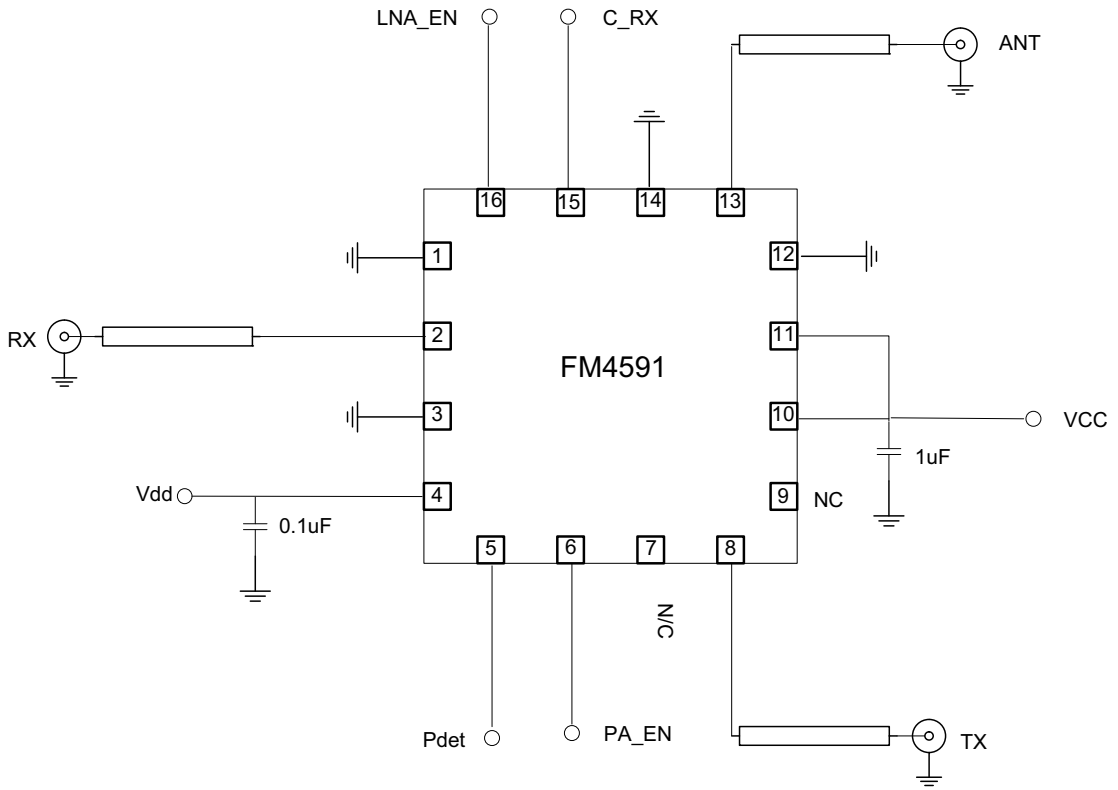 LNA_EN
C_RX
ANT
16
15
14
13
1
12
RX
2
11
FM4591
3
10
VCC
1uF
Vdd
4
9
NC
0.1uF
5
6
7
8
N/C
Pdet
PA_EN
TX